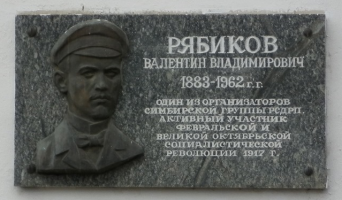 РЯБИКОВ
ВАЛЕНТИН ВЛАДИМИРОВИЧ
1883-1962 г.г.
ОДИН ИЗ ОРГАНИЗАТОРОВ
СИМБИРСКОЙ ГРУППЫ РСДРП,
АКТИВНЫЙ УЧАСТНИК
ФЕВРАЛЬСКОЙ И
ВЕЛИКОЙ ОКТЯБРЬСКОЙ
СОЦИАЛИСТИЧЕСКОЙ
РЕВОЛЮЦИИ 1917 Г.